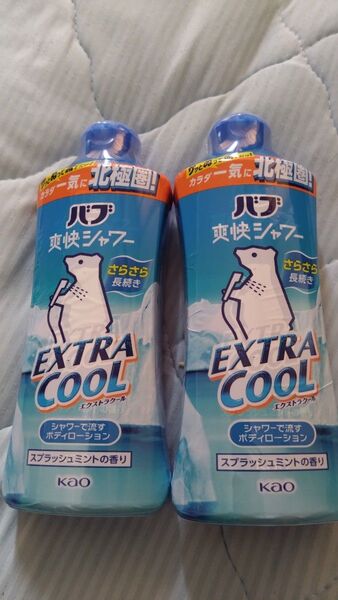 カラダ一気に北極圏!
バブ
爽快シャワー
さらさら
長続き
EXTRA
COOL
エクストラクール
シャワーで流す
ボディローション
スプラッシュミントの香り
Kao
カラダ一気に北極圏!
バブ
爽快シャワー
さらさら
長続き
EXTRA
COOL
エクストラクール
シャワーで流す
ボディローション
スプラッシュミントの香り
Kao